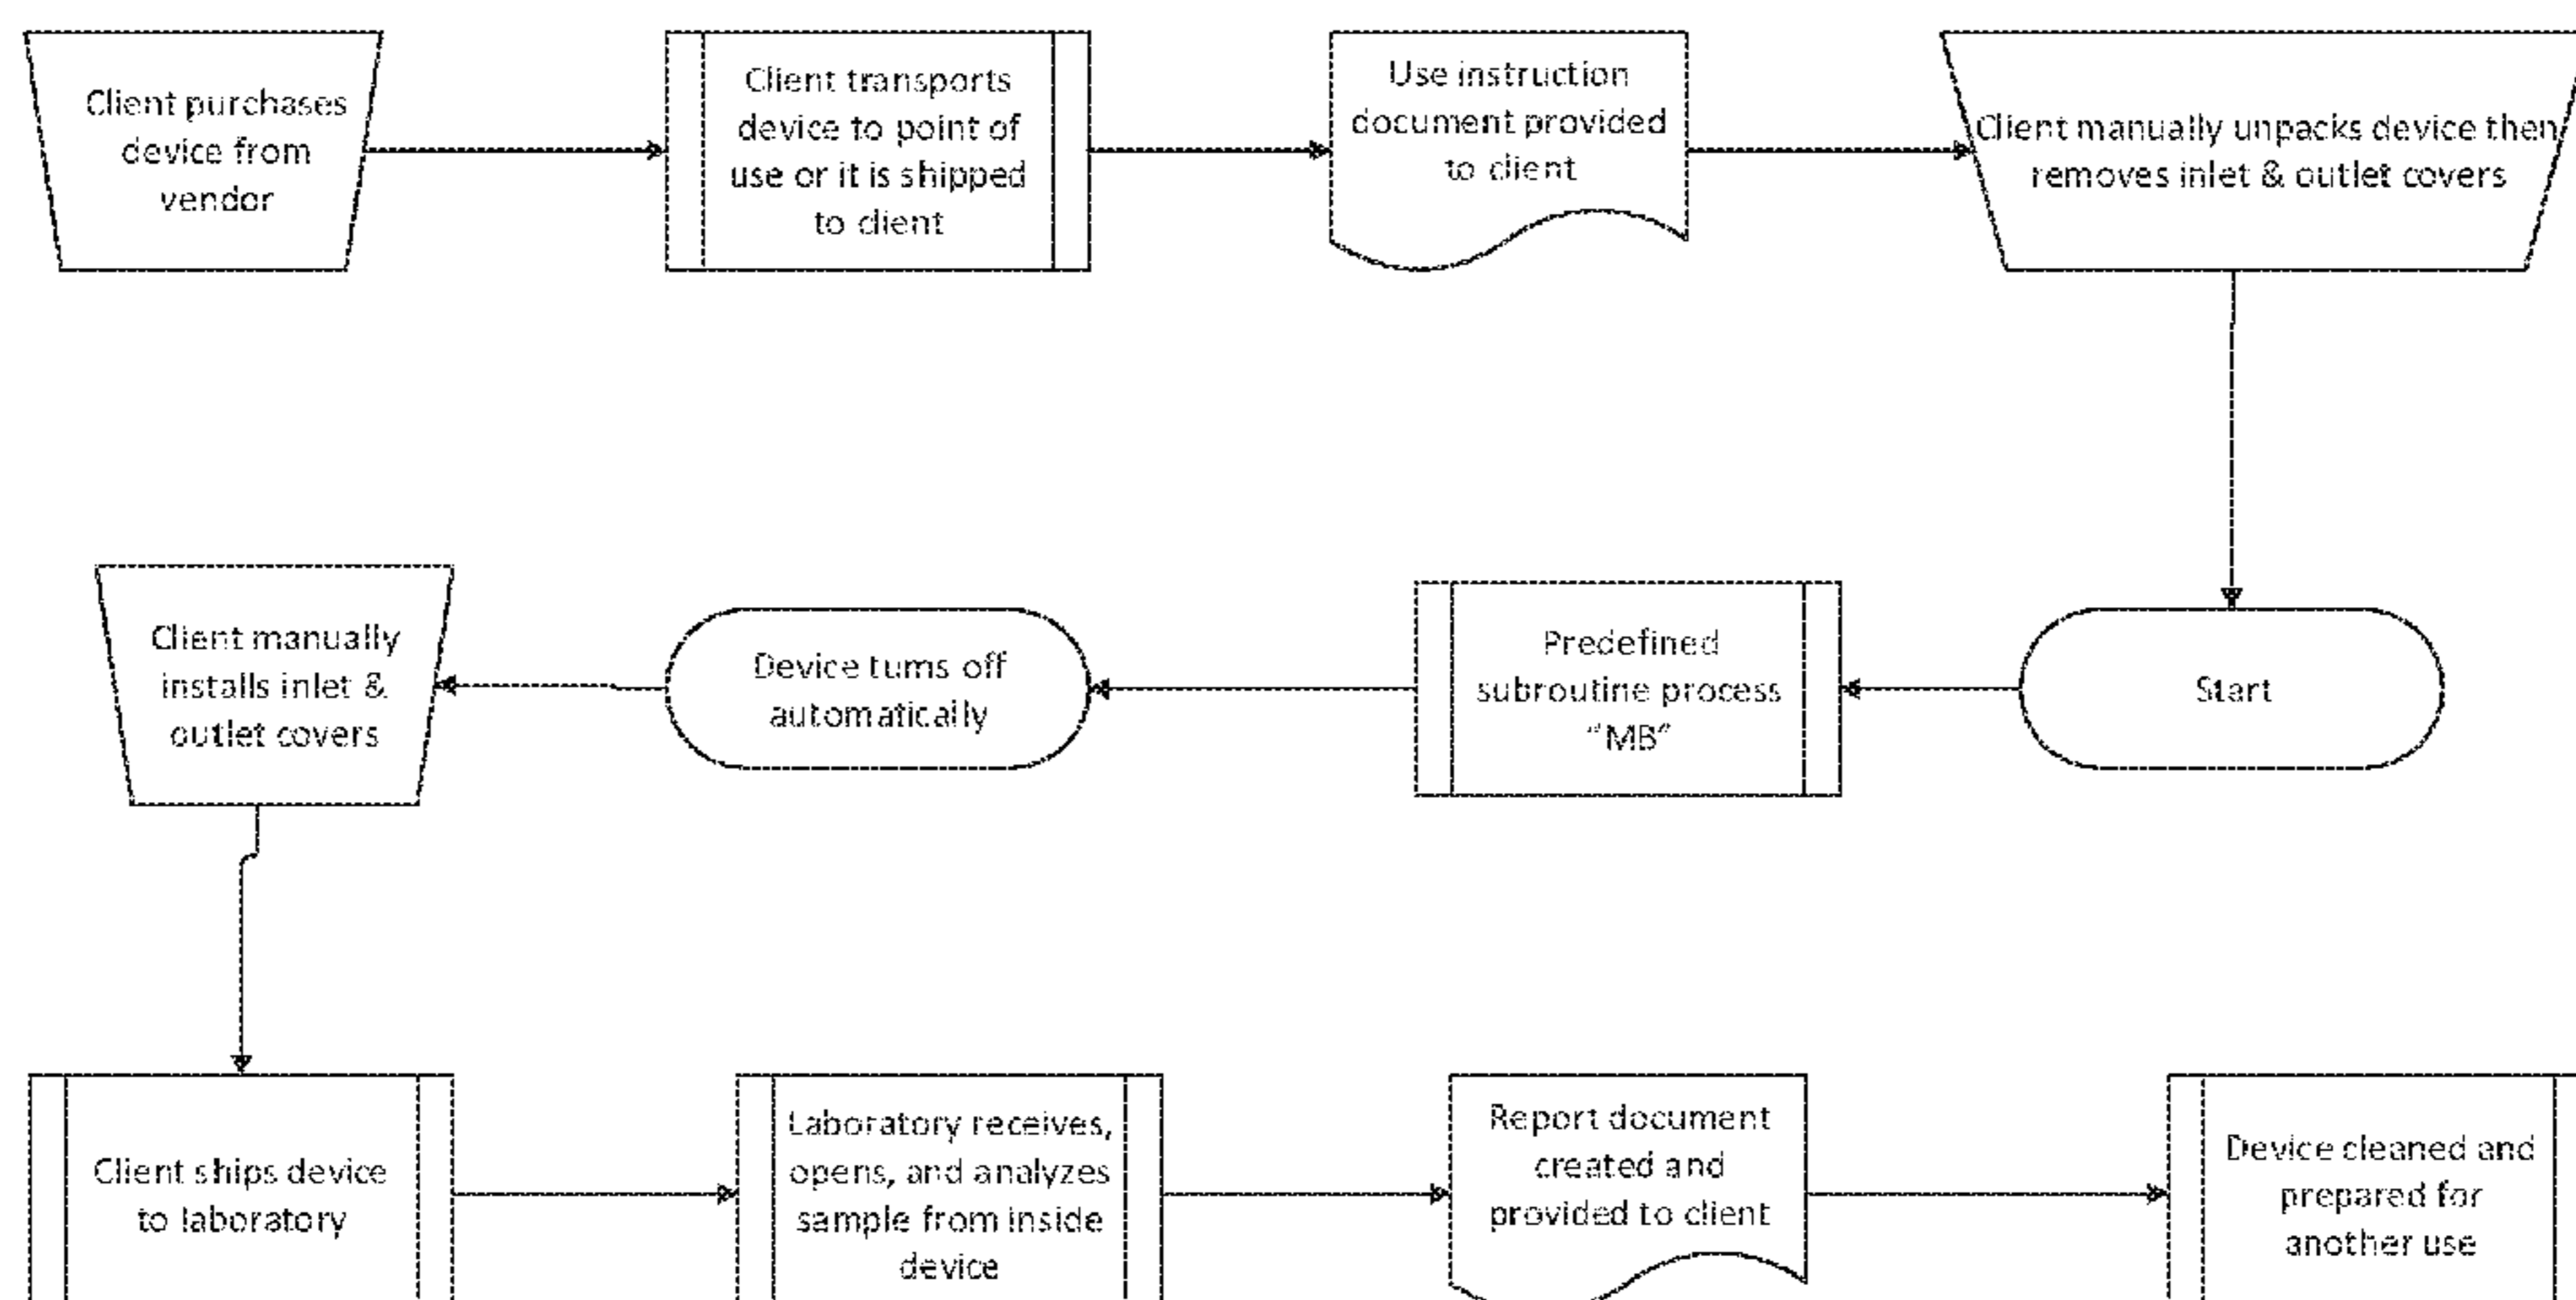 Client purchases
device from
vendor
Client transports
device to point of
use or it is shipped
to client
Use instruction
document provided
to client
Client manually unpacks device then
removes inlet & outlet covers
Start
Predefined
subroutine process
“MB”
Device turns off
automatically
Client manually
installs inlet &
outlet covers
Client ships device
to laboratory
Laboratory receives,
opens, and analyzes
sample from inside
device
Report document
created and
provided to client
Device cleaned and
prepared for
another use